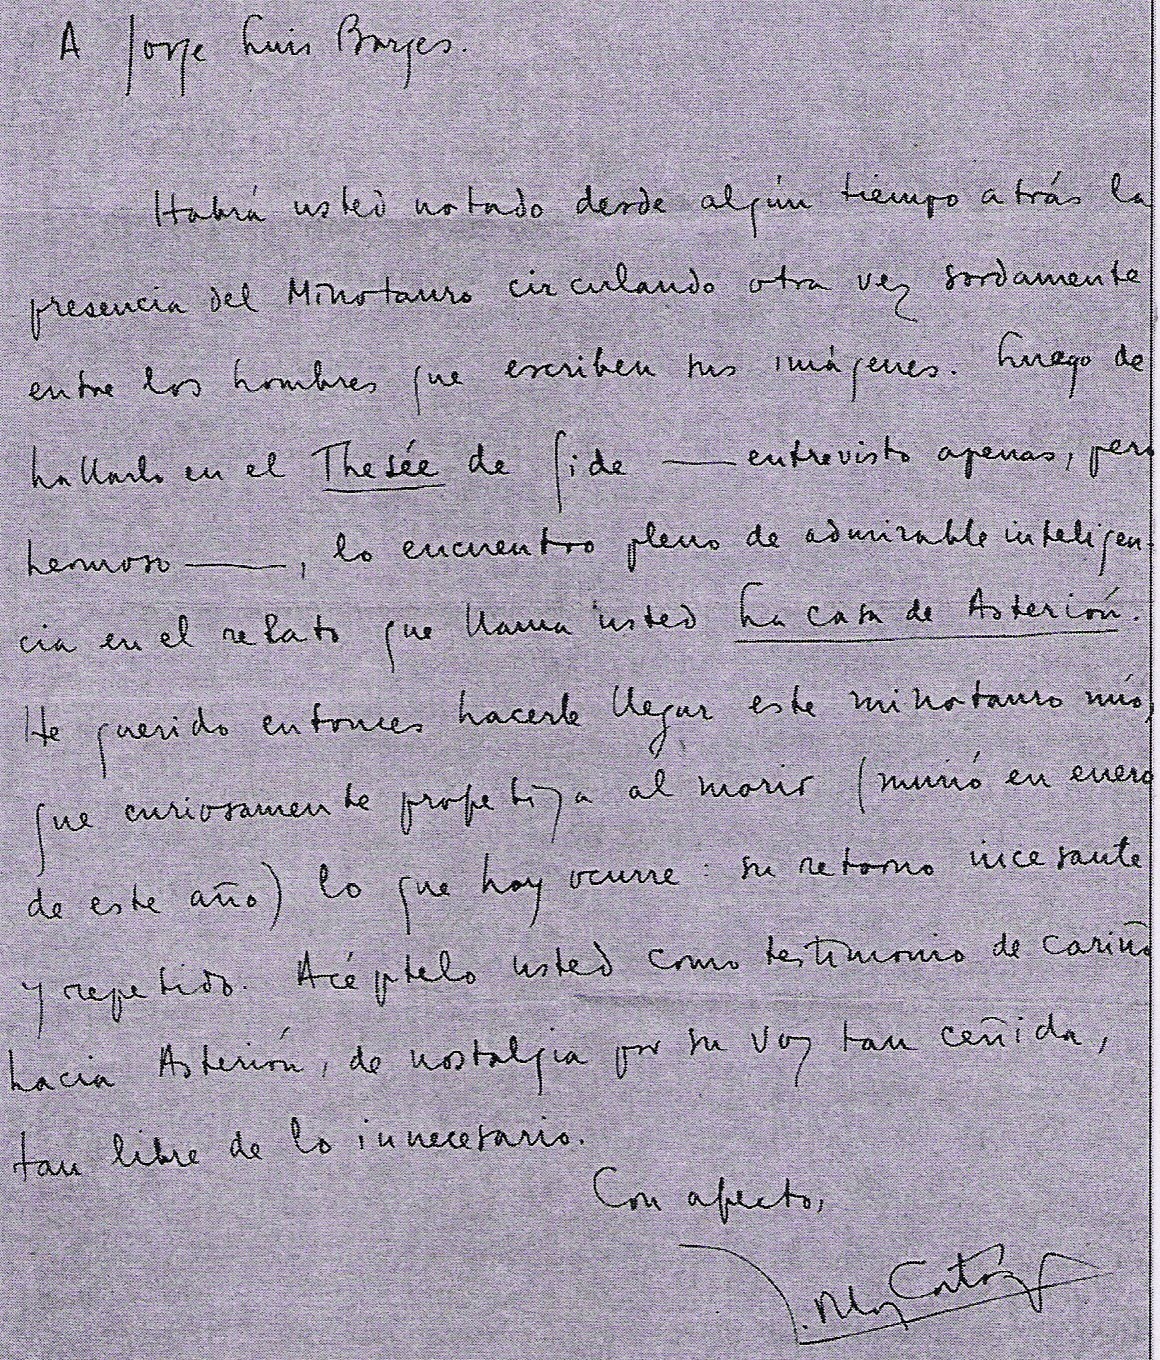 A Jorge Luis Borges.
Habrá usted notado desde algún tiempo atrás la
presencia del Minotauro circulando otra vez sordamente
entre los hombres que escriben sus imágenes. Luego de
hallarlo en el Thesée de Gide — entrevisto apenas, pero
hermoso —, lo encuentro pleno de admirable inteligen-
cia en el relato que llama usted La casa de Asterión.
He querido entonces hacerle llegar este minotauro mío,
que curiosamente profetiza al morir (murió en enero
de este año) lo que hoy ocurre: su retorno incesante
y repetido. Acéptelo usted como testimonio de cariño
hacia Asterión, de nostalgia por su voz tan ceñida,
tan libre de lo innecesario.
Con afecto,
Julio Cortázar